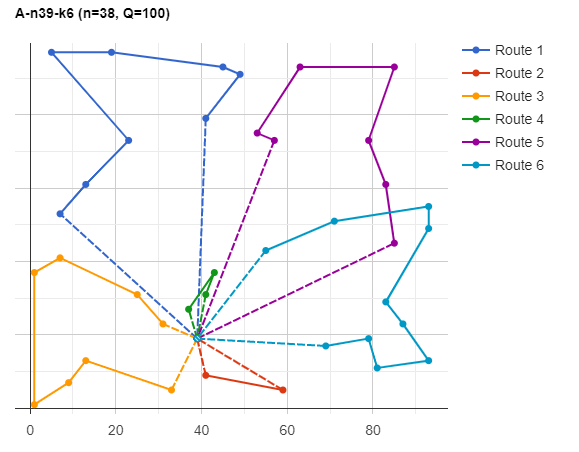 A-n39-k6 (n=38, Q=100)
Route 1
Route 2
Route 3
Route 4
Route 5
Route 6
0 20 40 60 80